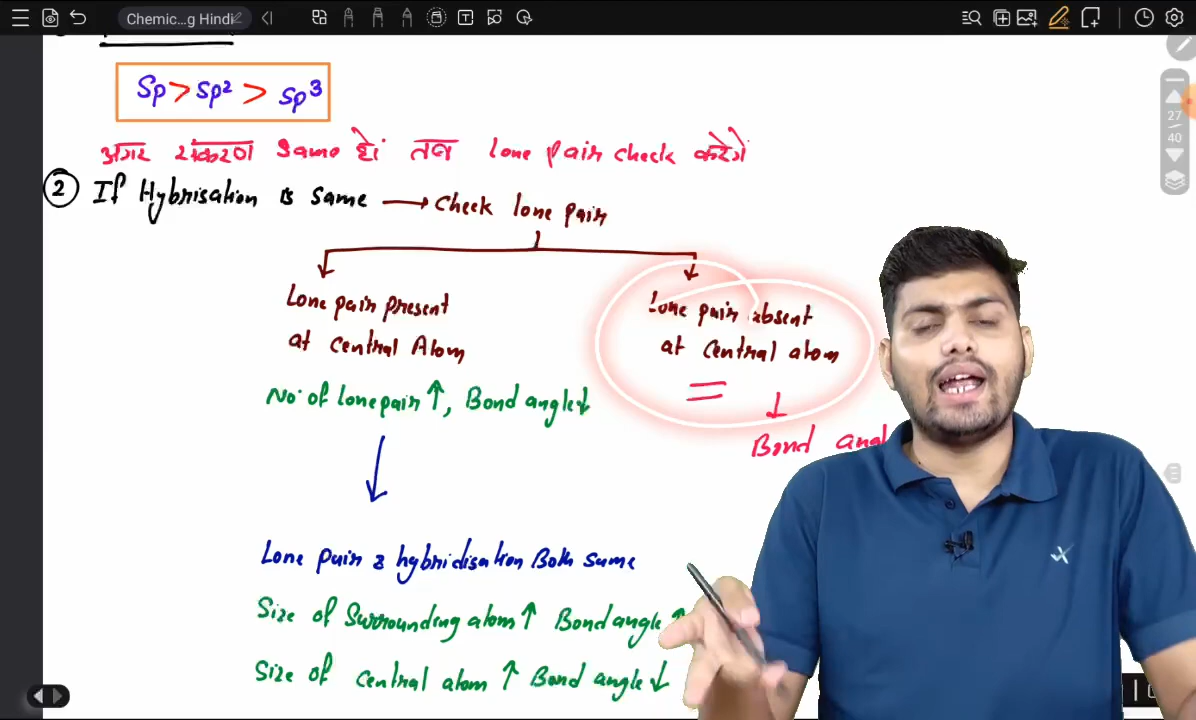 Chemic...g Hindi
Sp > Sp² > Sp³
अगर संकरण Same हो तब lone pair check करेंगे
② If Hybrisation is same → Check lone pair
Lone pair present
at Central Atom
Lone pair absent
at central atom
No. of lone pair ↑, Bond angle↓
=
↓
Bond angl
Lone pair & hybridisation Both same
Size of Surrounding atom ↑ Bond angle ↑
Size of Central atom ↑ Bond angle ↓
27
40